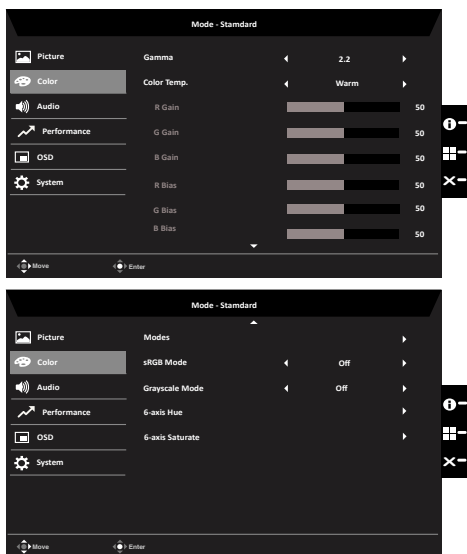 Mode - Stamdard
Picture
Gamma 2.2
Color
Color Temp. Warm
Audio
R Gain 50
Performance
G Gain 50
OSD
B Gain 50
System
R Bias 50
G Bias 50
B Bias 50
Move Enter
Mode - Stamdard
Picture
Modes
Color
sRGB Mode Off
Audio
Grayscale Mode Off
Performance
6-axis Hue
OSD
6-axis Saturate
System
Move Enter